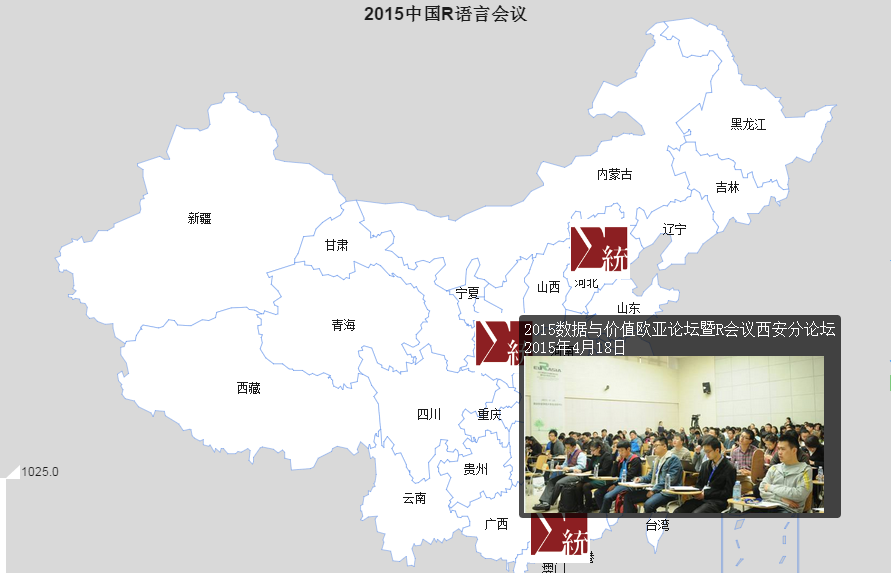 2015中国R语言会议
黑龙江
内蒙古
吉林
新疆
辽宁
甘肃
统
河北
山西
宁夏
山东
青海
统
2015数据与价值欧亚论坛暨R会议西安分论坛
2015年4月18日
西藏
四川
重庆
贵州
1025.0
云南
广西
台湾
统
港
澳门